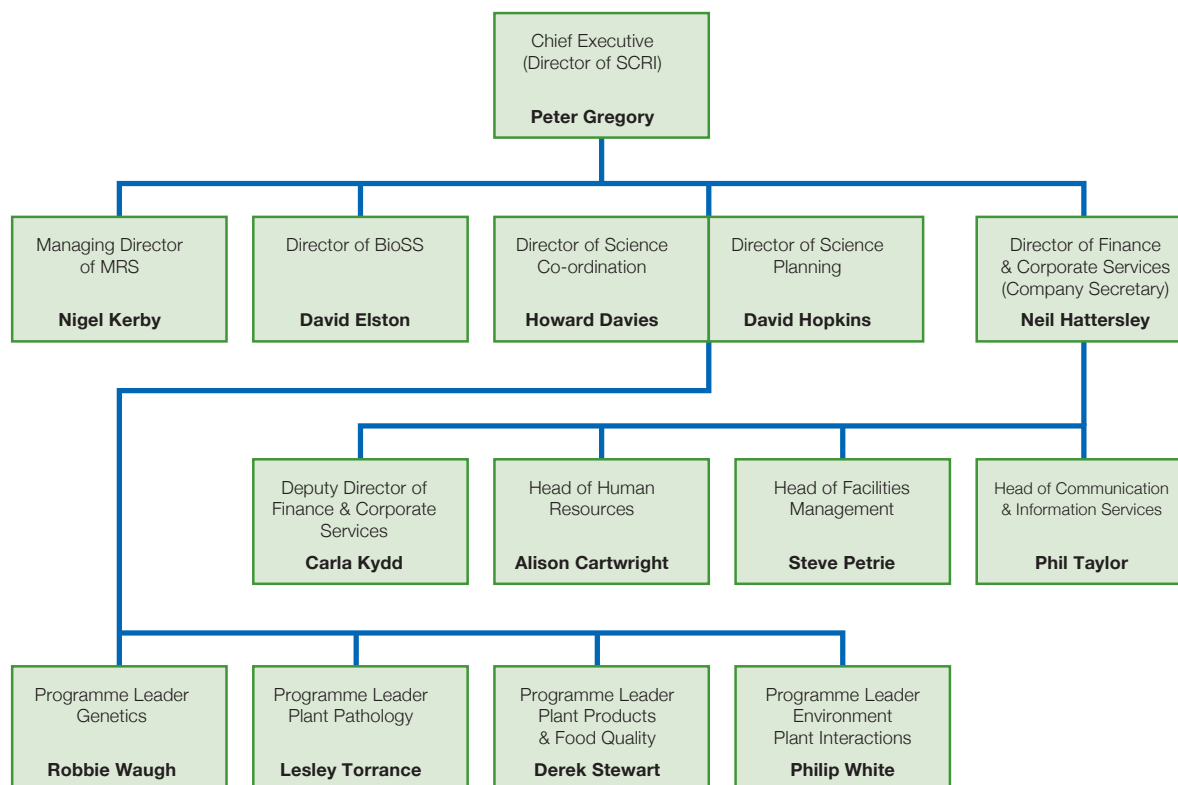 Chief Executive
(Director of SCRI)
Peter Gregory
Managing Director
of MRS
Nigel Kerby
Director of BioSS
David Elston
Director of Science
Co-ordination
Howard Davies
Director of Science
Planning
David Hopkins
Director of Finance
& Corporate Services
(Company Secretary)
Neil Hattersley
Deputy Director of
Finance & Corporate
Services
Carla Kydd
Head of Human
Resources
Alison Cartwright
Head of Facilities
Management
Steve Petrie
Head of Communication
& Information Services
Phil Taylor
Programme Leader
Genetics
Robbie Waugh
Programme Leader
Plant Pathology
Lesley Torrance
Programme Leader
Plant Products
& Food Quality
Derek Stewart
Programme Leader
Environment
Plant Interactions
Philip White